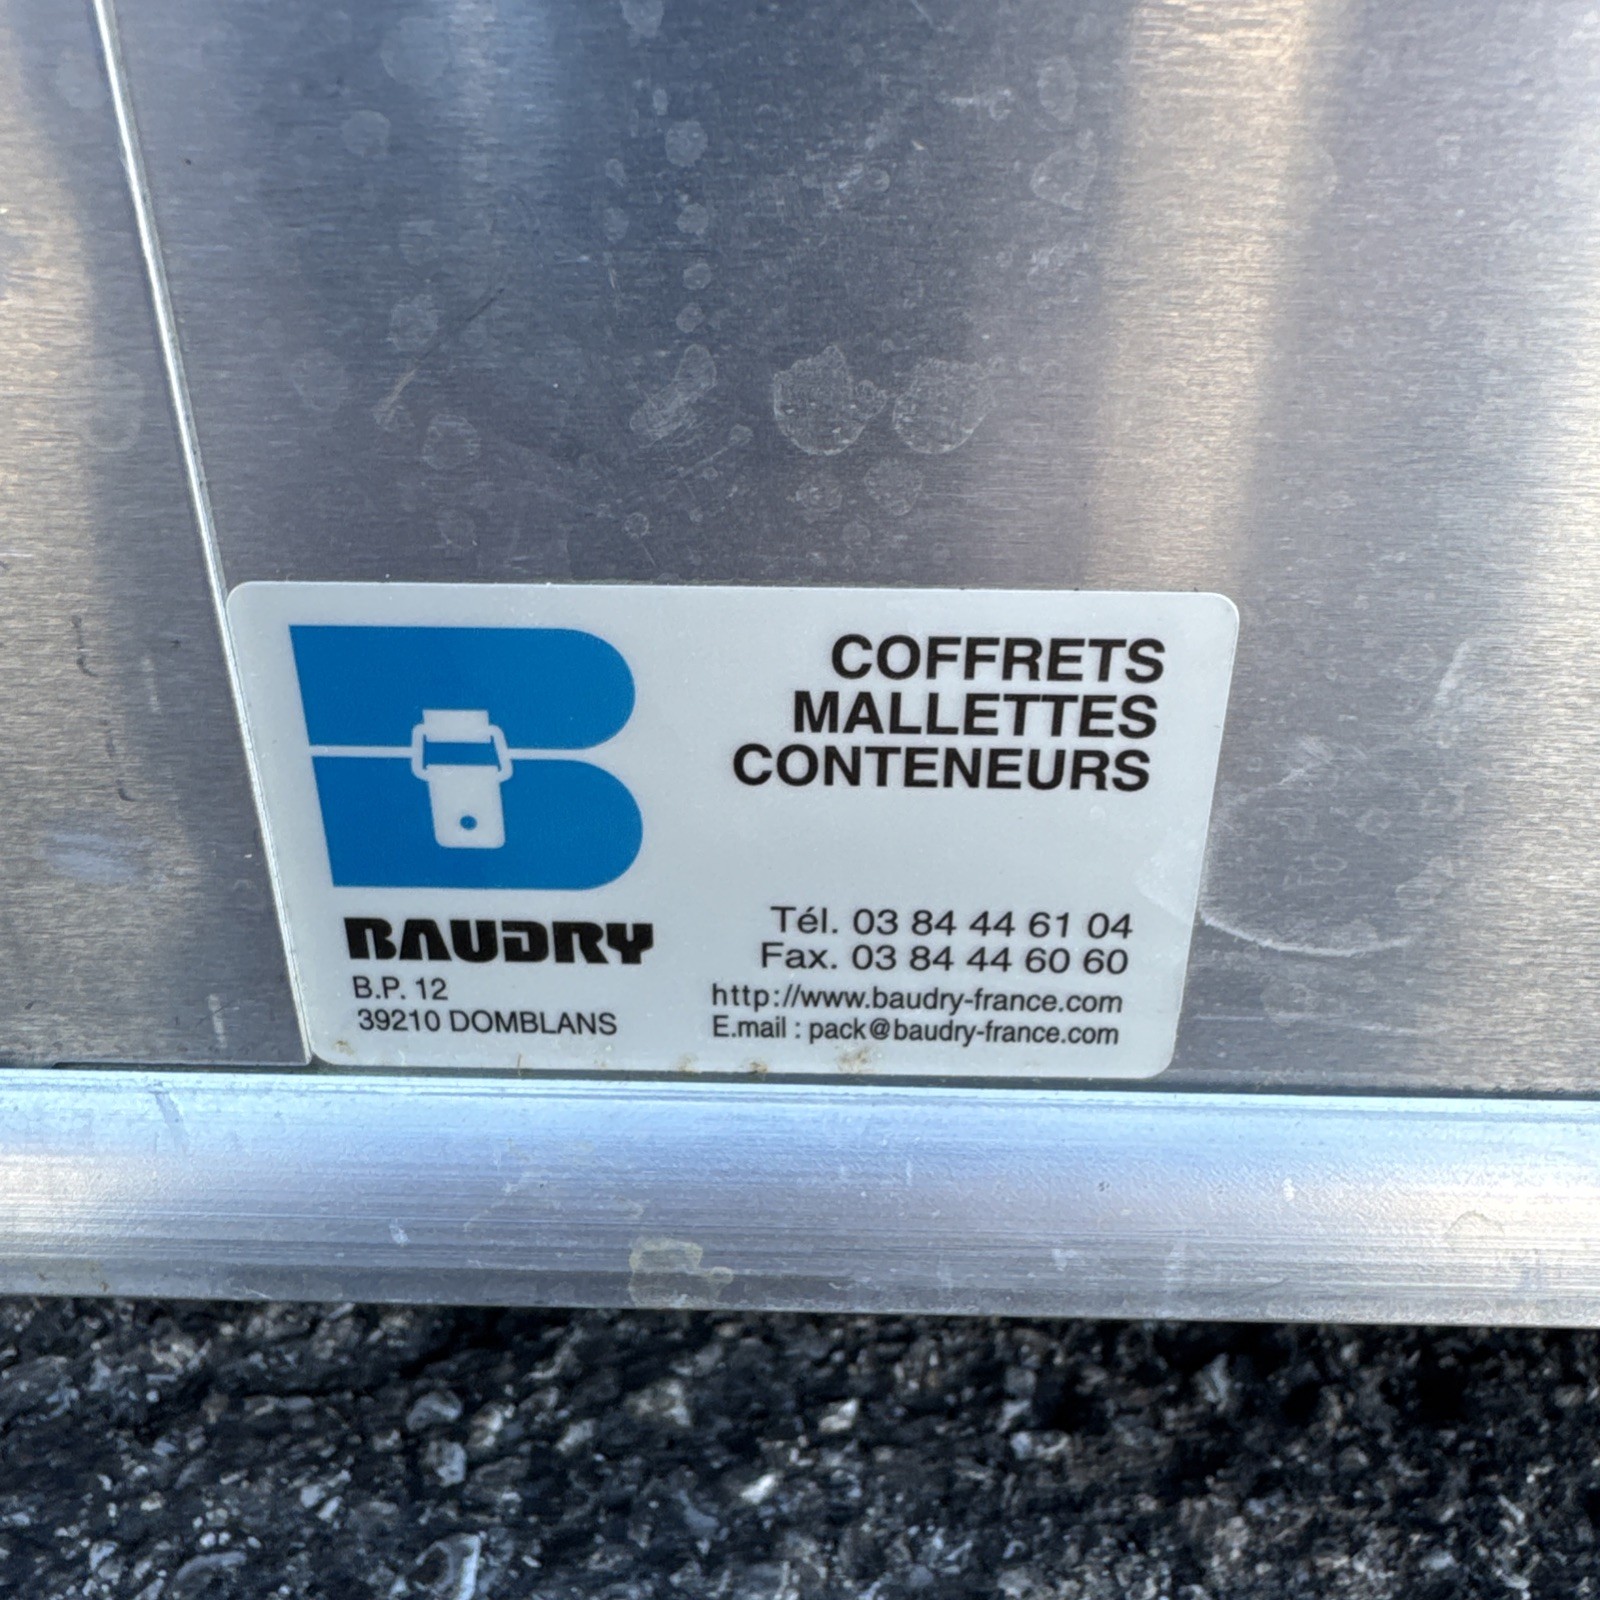 COFFRETS
MALLETTES
CONTENEURS
BAUDRY
B.P. 12
39210 DOMBLANS
Tél. 03 84 44 61 04
Fax. 03 84 44 60 60
http://www.baudry-france.com
E.mail : pack@baudry-france.com